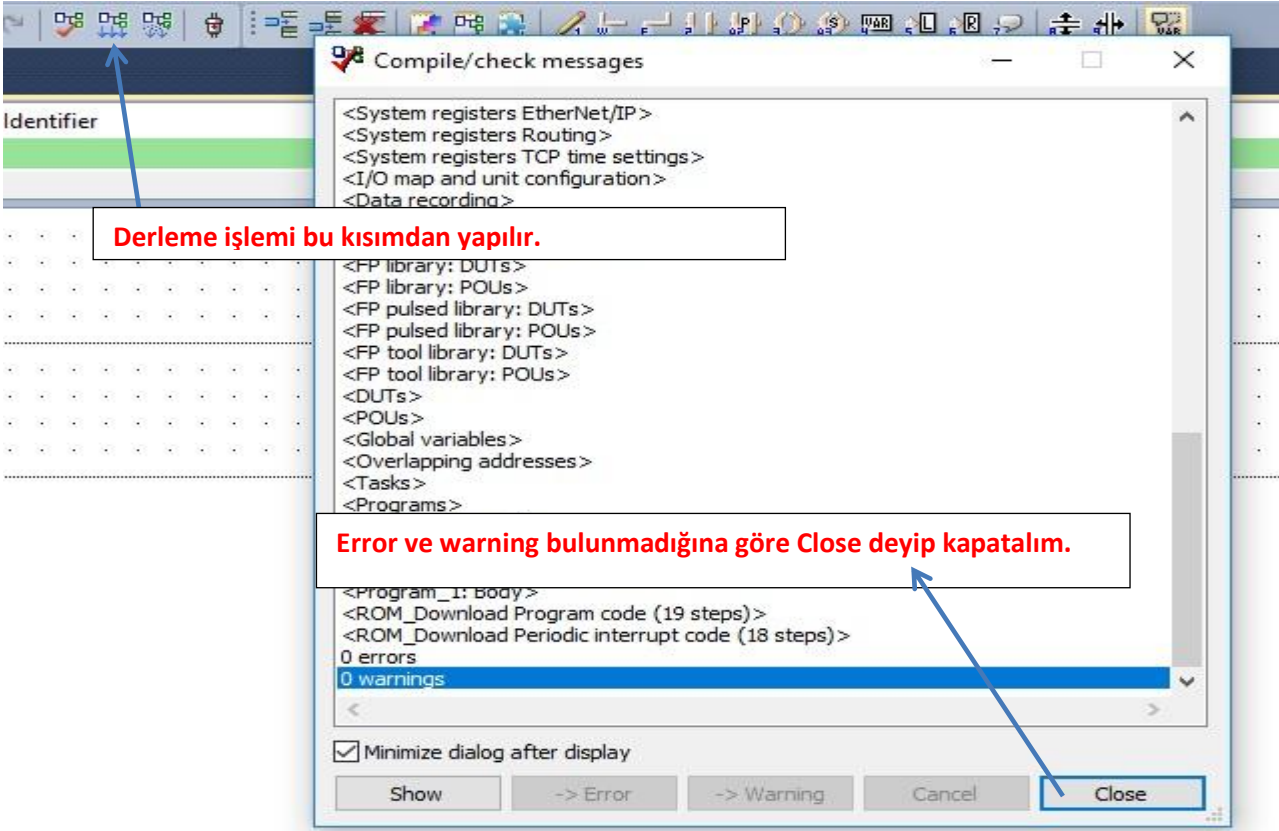 Compile/check messages
Identifier
<System registers EtherNet/IP>
<System registers Routing>
<System registers TCP time settings>
<I/O map and unit configuration>
<Data recording>
Derleme işlemi bu kısımdan yapılır.
<FP library: DUTs>
<FP library: POUs>
<FP pulsed library: DUTs>
<FP pulsed library: POUs>
<FP tool library: DUTs>
<FP tool library: POUs>
<DUTs>
<POUs>
<Global variables>
<Overlapping addresses>
<Tasks>
<Programs>
Error ve warning bulunmadığına göre Close deyip kapatalım.
<Program_1: Body>
<ROM_Download Program code (19 steps)>
<ROM_Download Periodic interrupt code (18 steps)>
0 errors
0 warnings
Minimize dialog after display
Show
-> Error
-> Warning
Cancel
Close